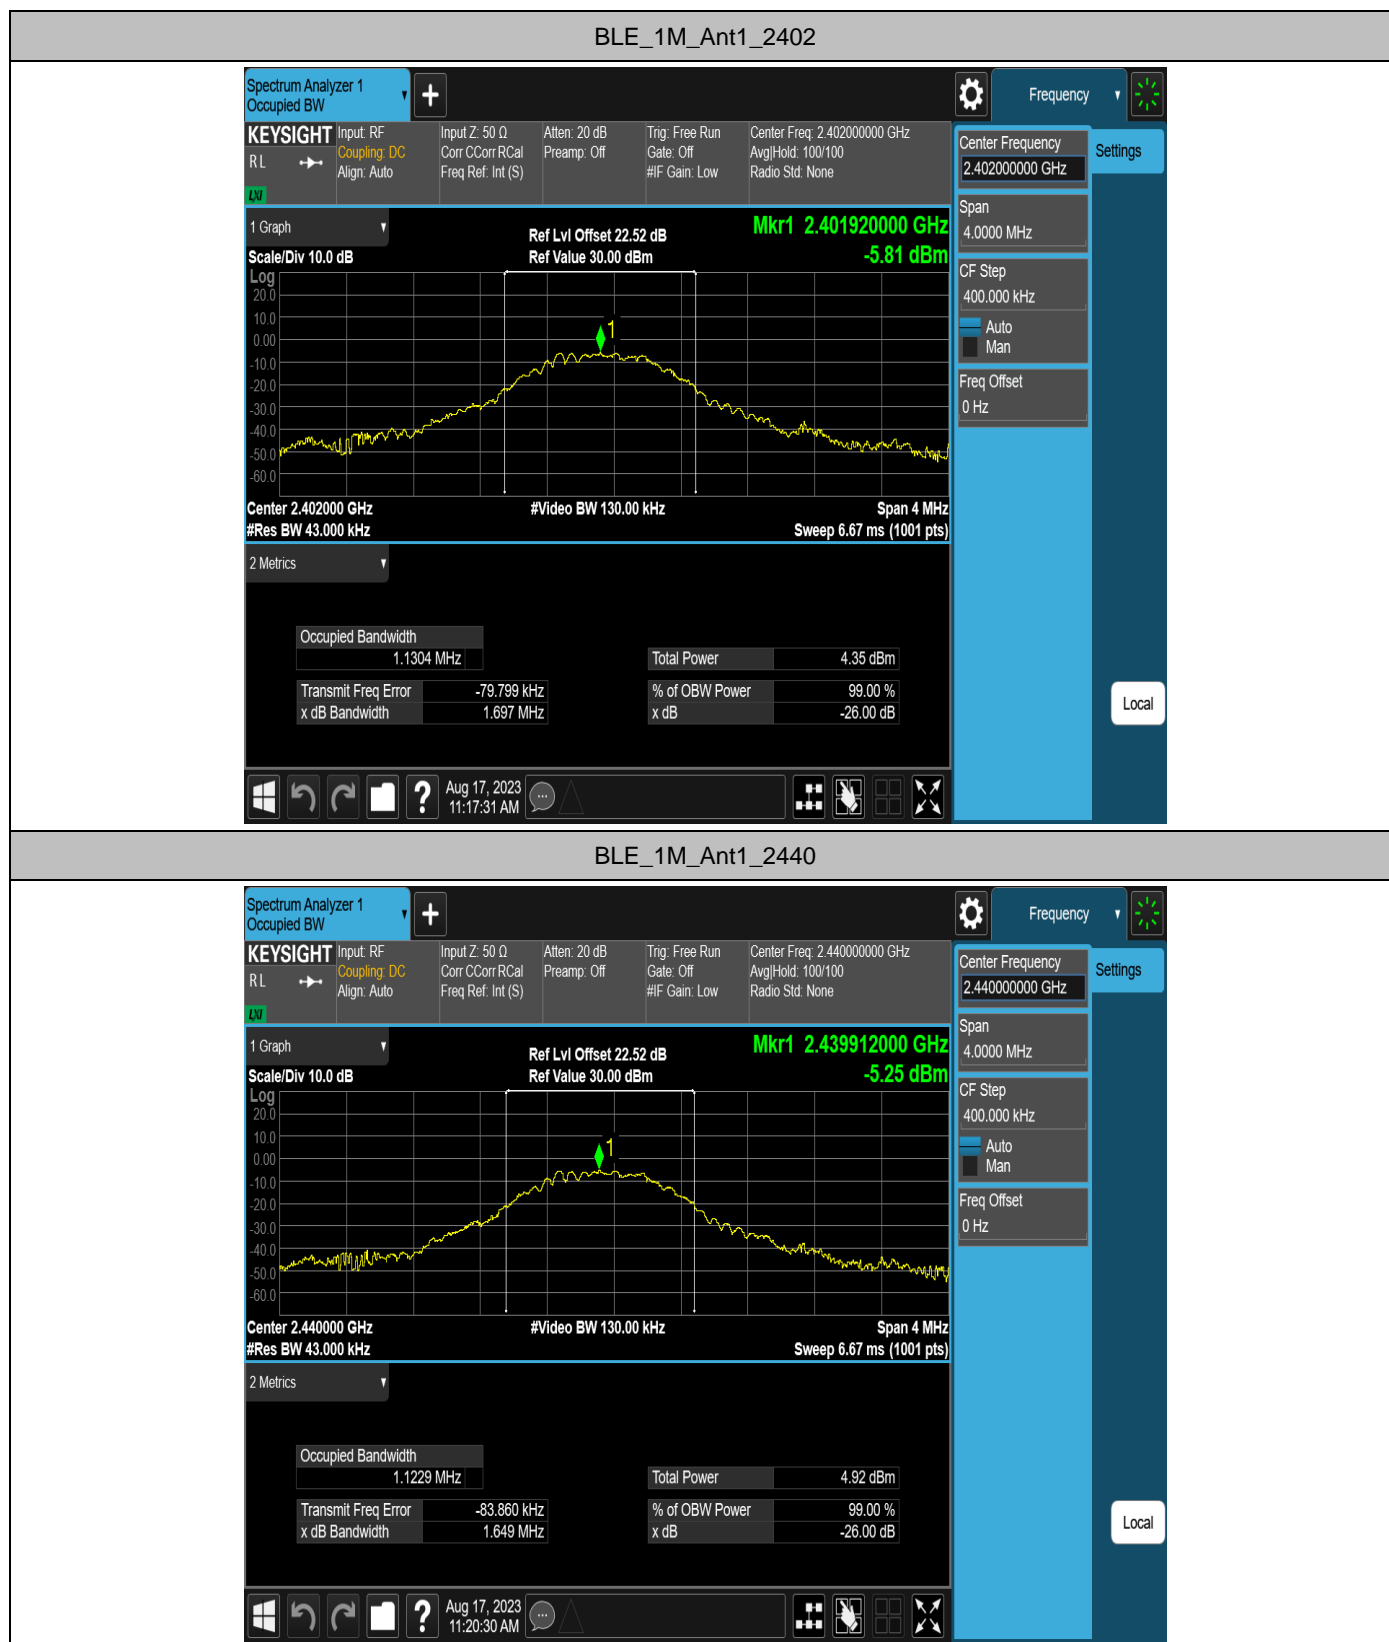 BLE_1M_Ant1_2402
Spectrum Analyzer 1
Occupied BW
Frequency
KEYSIGHT
R L
LXI
Input: RF
Coupling: DC
Align: Auto
Input Z: 50 Ω
Corr CCorr RCal
Freq Ref: Int (S)
Atten: 20 dB
Preamp: Off
Trig: Free Run
Gate: Off
#IF Gain: Low
Center Freq: 2.402000000 GHz
Avg|Hold: 100/100
Radio Std: None
Center Frequency
2.402000000 GHz
Settings
Span
4.0000 MHz
CF Step
400.000 kHz
Auto
Man
Freq Offset
0 Hz
Local
1 Graph
Scale/Div 10.0 dB
Ref Lvl Offset 22.52 dB
Ref Value 30.00 dBm
Mkr1 2.401920000 GHz
-5.81 dBm
Log
20.0
10.0
0.00
-10.0
-20.0
-30.0
-40.0
-50.0
-60.0
1
Center 2.402000 GHz
#Video BW 130.00 kHz
Span 4 MHz
#Res BW 43.000 kHz
Sweep 6.67 ms (1001 pts)
2 Metrics
Occupied Bandwidth
1.1304 MHz
Total Power 4.35 dBm
Transmit Freq Error -79.799 kHz
% of OBW Power 99.00 %
x dB Bandwidth 1.697 MHz
x dB -26.00 dB
?
Aug 17, 2023
11:17:31 AM
BLE_1M_Ant1_2440
Spectrum Analyzer 1
Occupied BW
Frequency
KEYSIGHT
R L
LXI
Input: RF
Coupling: DC
Align: Auto
Input Z: 50 Ω
Corr CCorr RCal
Freq Ref: Int (S)
Atten: 20 dB
Preamp: Off
Trig: Free Run
Gate: Off
#IF Gain: Low
Center Freq: 2.440000000 GHz
Avg|Hold: 100/100
Radio Std: None
Center Frequency
2.440000000 GHz
Settings
Span
4.0000 MHz
CF Step
400.000 kHz
Auto
Man
Freq Offset
0 Hz
Local
1 Graph
Scale/Div 10.0 dB
Ref Lvl Offset 22.52 dB
Ref Value 30.00 dBm
Mkr1 2.439912000 GHz
-5.25 dBm
Log
20.0
10.0
0.00
-10.0
-20.0
-30.0
-40.0
-50.0
-60.0
1
Center 2.440000 GHz
#Video BW 130.00 kHz
Span 4 MHz
#Res BW 43.000 kHz
Sweep 6.67 ms (1001 pts)
2 Metrics
Occupied Bandwidth
1.1229 MHz
Total Power 4.92 dBm
Transmit Freq Error -83.860 kHz
% of OBW Power 99.00 %
x dB Bandwidth 1.649 MHz
x dB -26.00 dB
?
Aug 17, 2023
11:20:30 AM